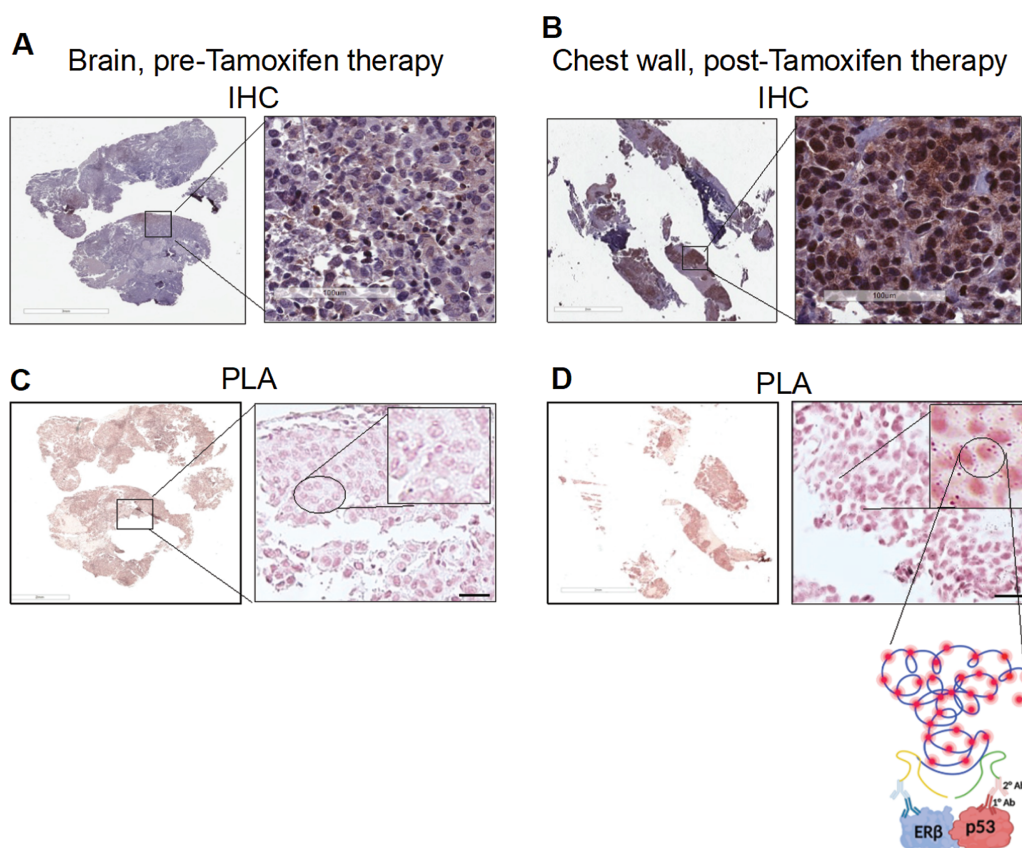 A
Brain, pre-Tamoxifen therapy
IHC
100um
B
Chest wall, post-Tamoxifen therapy
IHC
100um
C
PLA
D
PLA
2° Ab
1° Ab
ERβ
p53